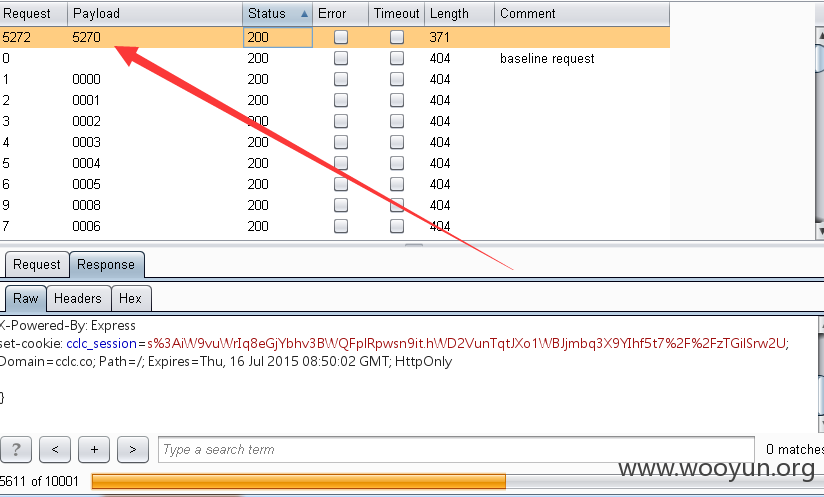 Request Payload Status Error Timeout Length Comment
5272 5270 200 371
0 200 404 baseline request
1 0000 200 404
2 0001 200 404
3 0002 200 404
4 0003 200 404
5 0004 200 404
6 0005 200 404
9 0008 200 404
7 0006 200 404
Request Response
Raw Headers Hex
X-Powered-By: Express
set-cookie: cclc_session=s%3AiW9vuWrIq8eGjYbhv3BWQFplRpwsn9it.hWD2VunTqtJXo1WBJjmbq3X9YIhf5t7%2F%2FzTGilSrw2U;
Domain=cclc.co; Path=/; Expires=Thu, 16 Jul 2015 08:50:02 GMT; HttpOnly
}
? < + > Type a search term 0 matches
www.wooyun.org
5611 of 10001